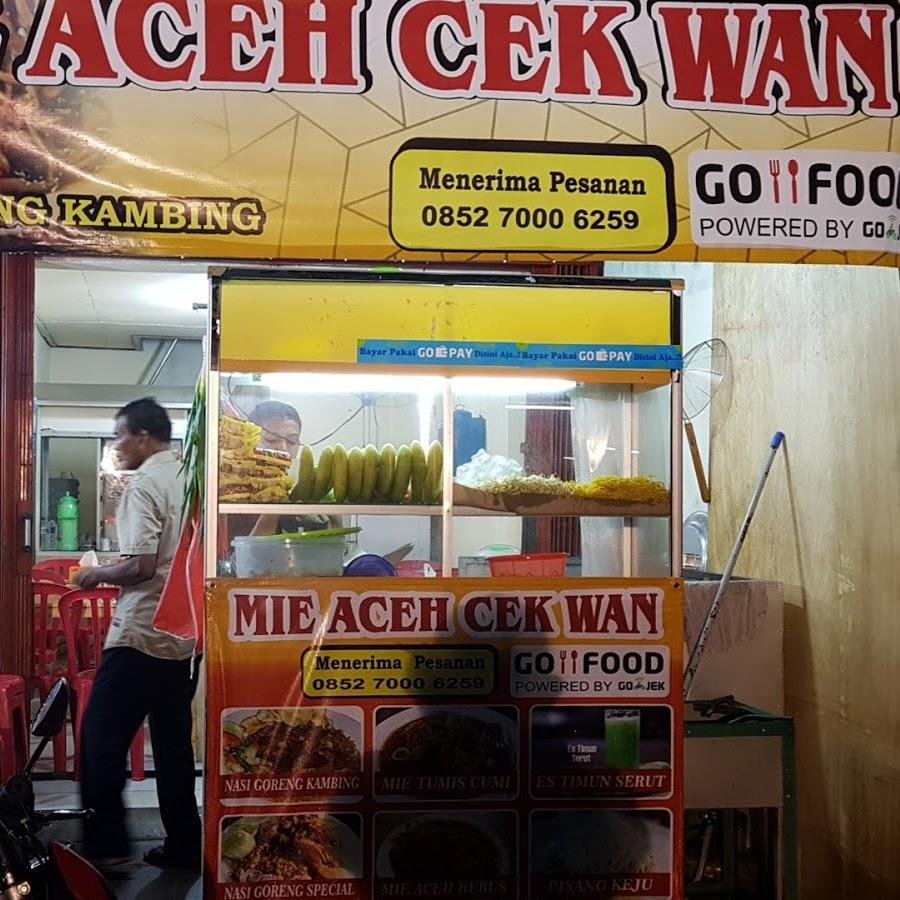 ACEH CEK WAN
NG KAMBING
Menerima Pesanan
0852 7000 6259
GO FOO
POWERED BY GO
Bayar Pakai GO PAY Disini Aja..! Bayar Pakai GO PAY Disini Aja..!
MIE ACEH CEK WAN
Menerima Pesanan
0852 7000 6259
GO FOOD
POWERED BY GO JEK
NASI GORENG KAMBING
MIE TUMIS CUMI
Es Timun
Serut
ES TIMUN SERUT
NASI GORENG SPECIAL
MIE ACEH REBUS
PISANG KEJU